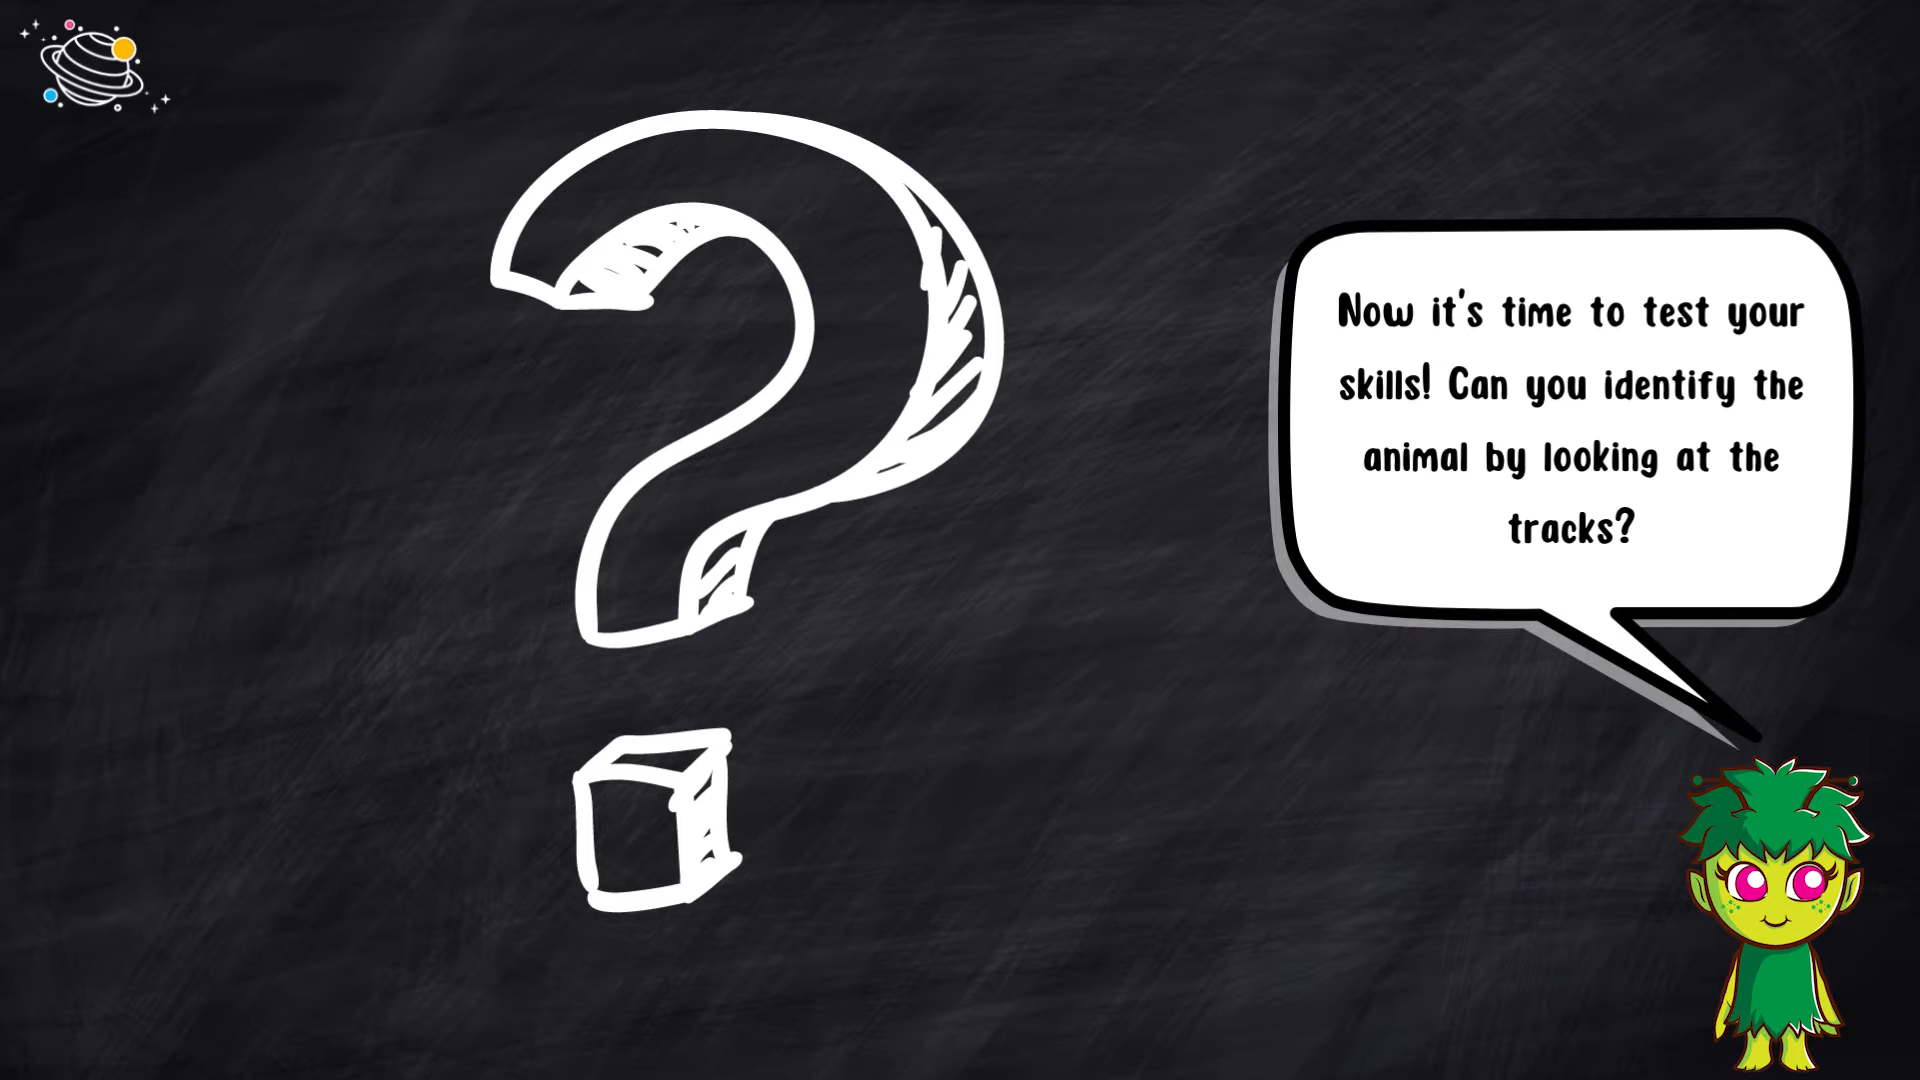 Now it's time to test your
skills! Can you identify the
animal by looking at the
tracks?